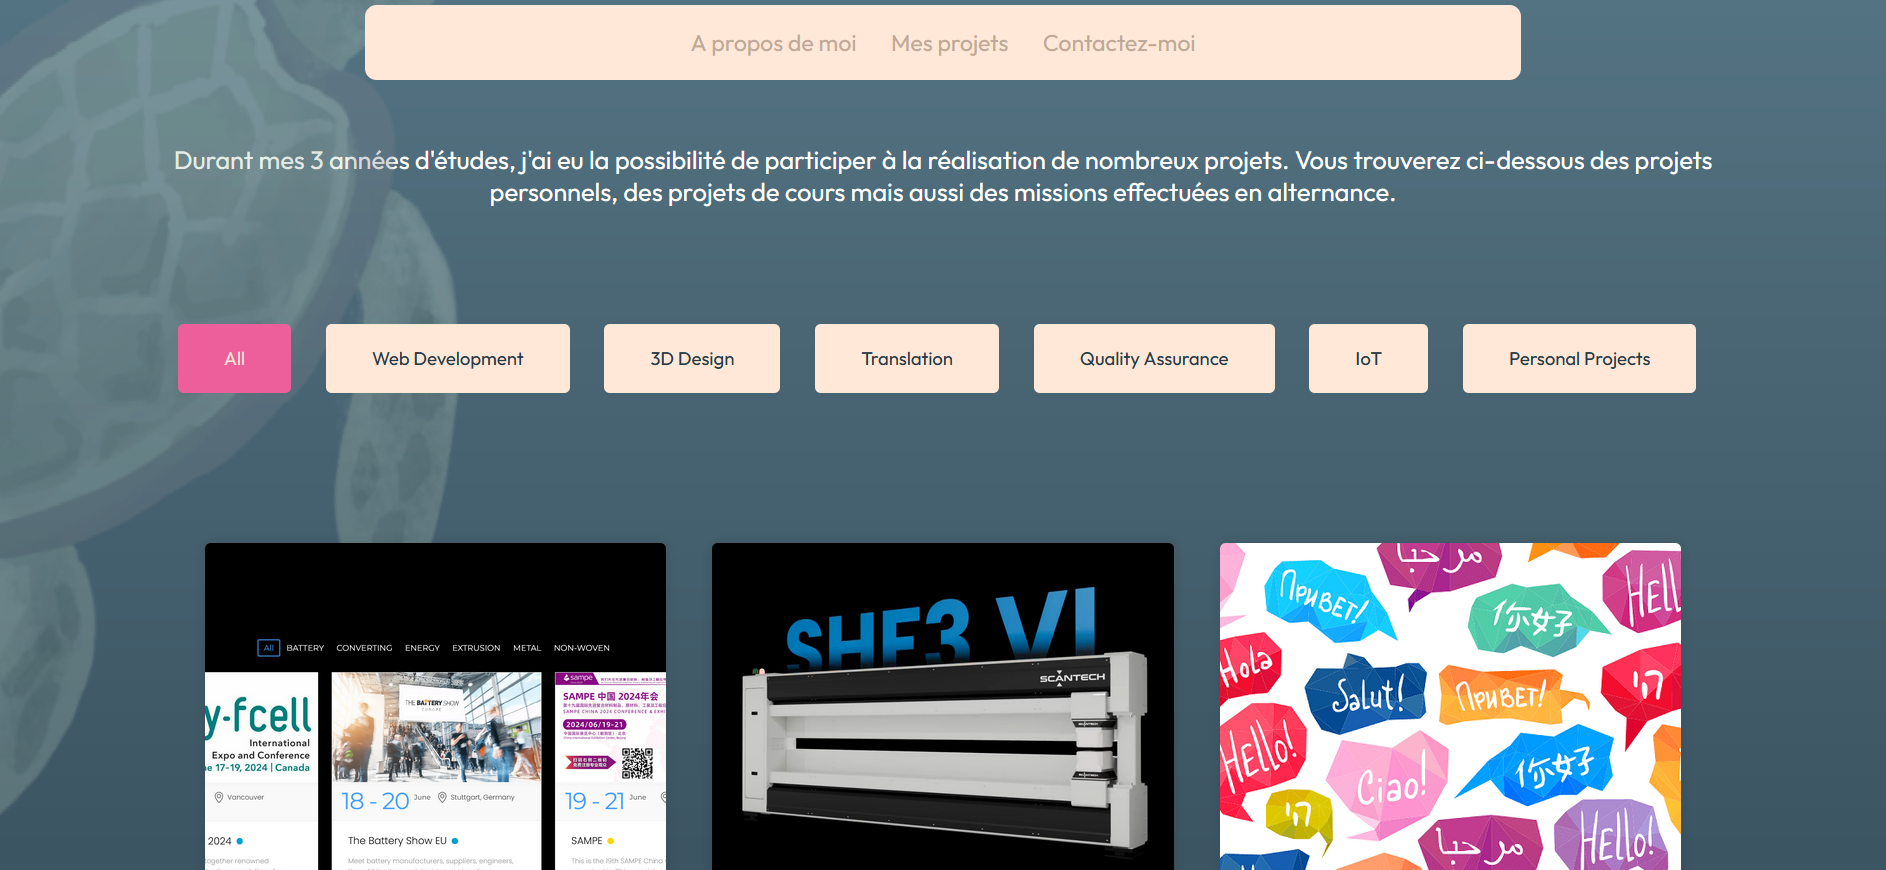 A propos de moi Mes projets Contactez-moi
Durant mes 3 années d'études, j'ai eu la possibilité de participer à la réalisation de nombreux projets. Vous trouverez ci-dessous des projets
personnels, des projets de cours mais aussi des missions effectuées en alternance.
All Web Development 3D Design Translation Quality Assurance IoT Personal Projects
All BATTERY CONVERTING ENERGY EXTRUSION METAL NON-WOVEN
y-fcell
International
Expo and Conference
ne 17-19, 2024 | Canada
Vancouver
2024
together renowned
THE BATTERY SHOW
EUROPE
18 - 20 June Stuttgart, Germany
The Battery Show EU
Meet battery manufacturers, suppliers, engineers,
sampe
SAMPE 中国 2024年会
SAMPE CHINA 2024 CONFERENCE & EXHI
2024/06/19-21
19 - 21 June
SAMPE
This is the 19th SAMPE China
SHE3 VI
SCANTECH
SCANTECH
SCANTECH
مرحبا
Привет!
你好
Hell
Hola
Salut!
Привет!
היי
Hello!
Ciao!
你好
היי
مرحبا
Hello!